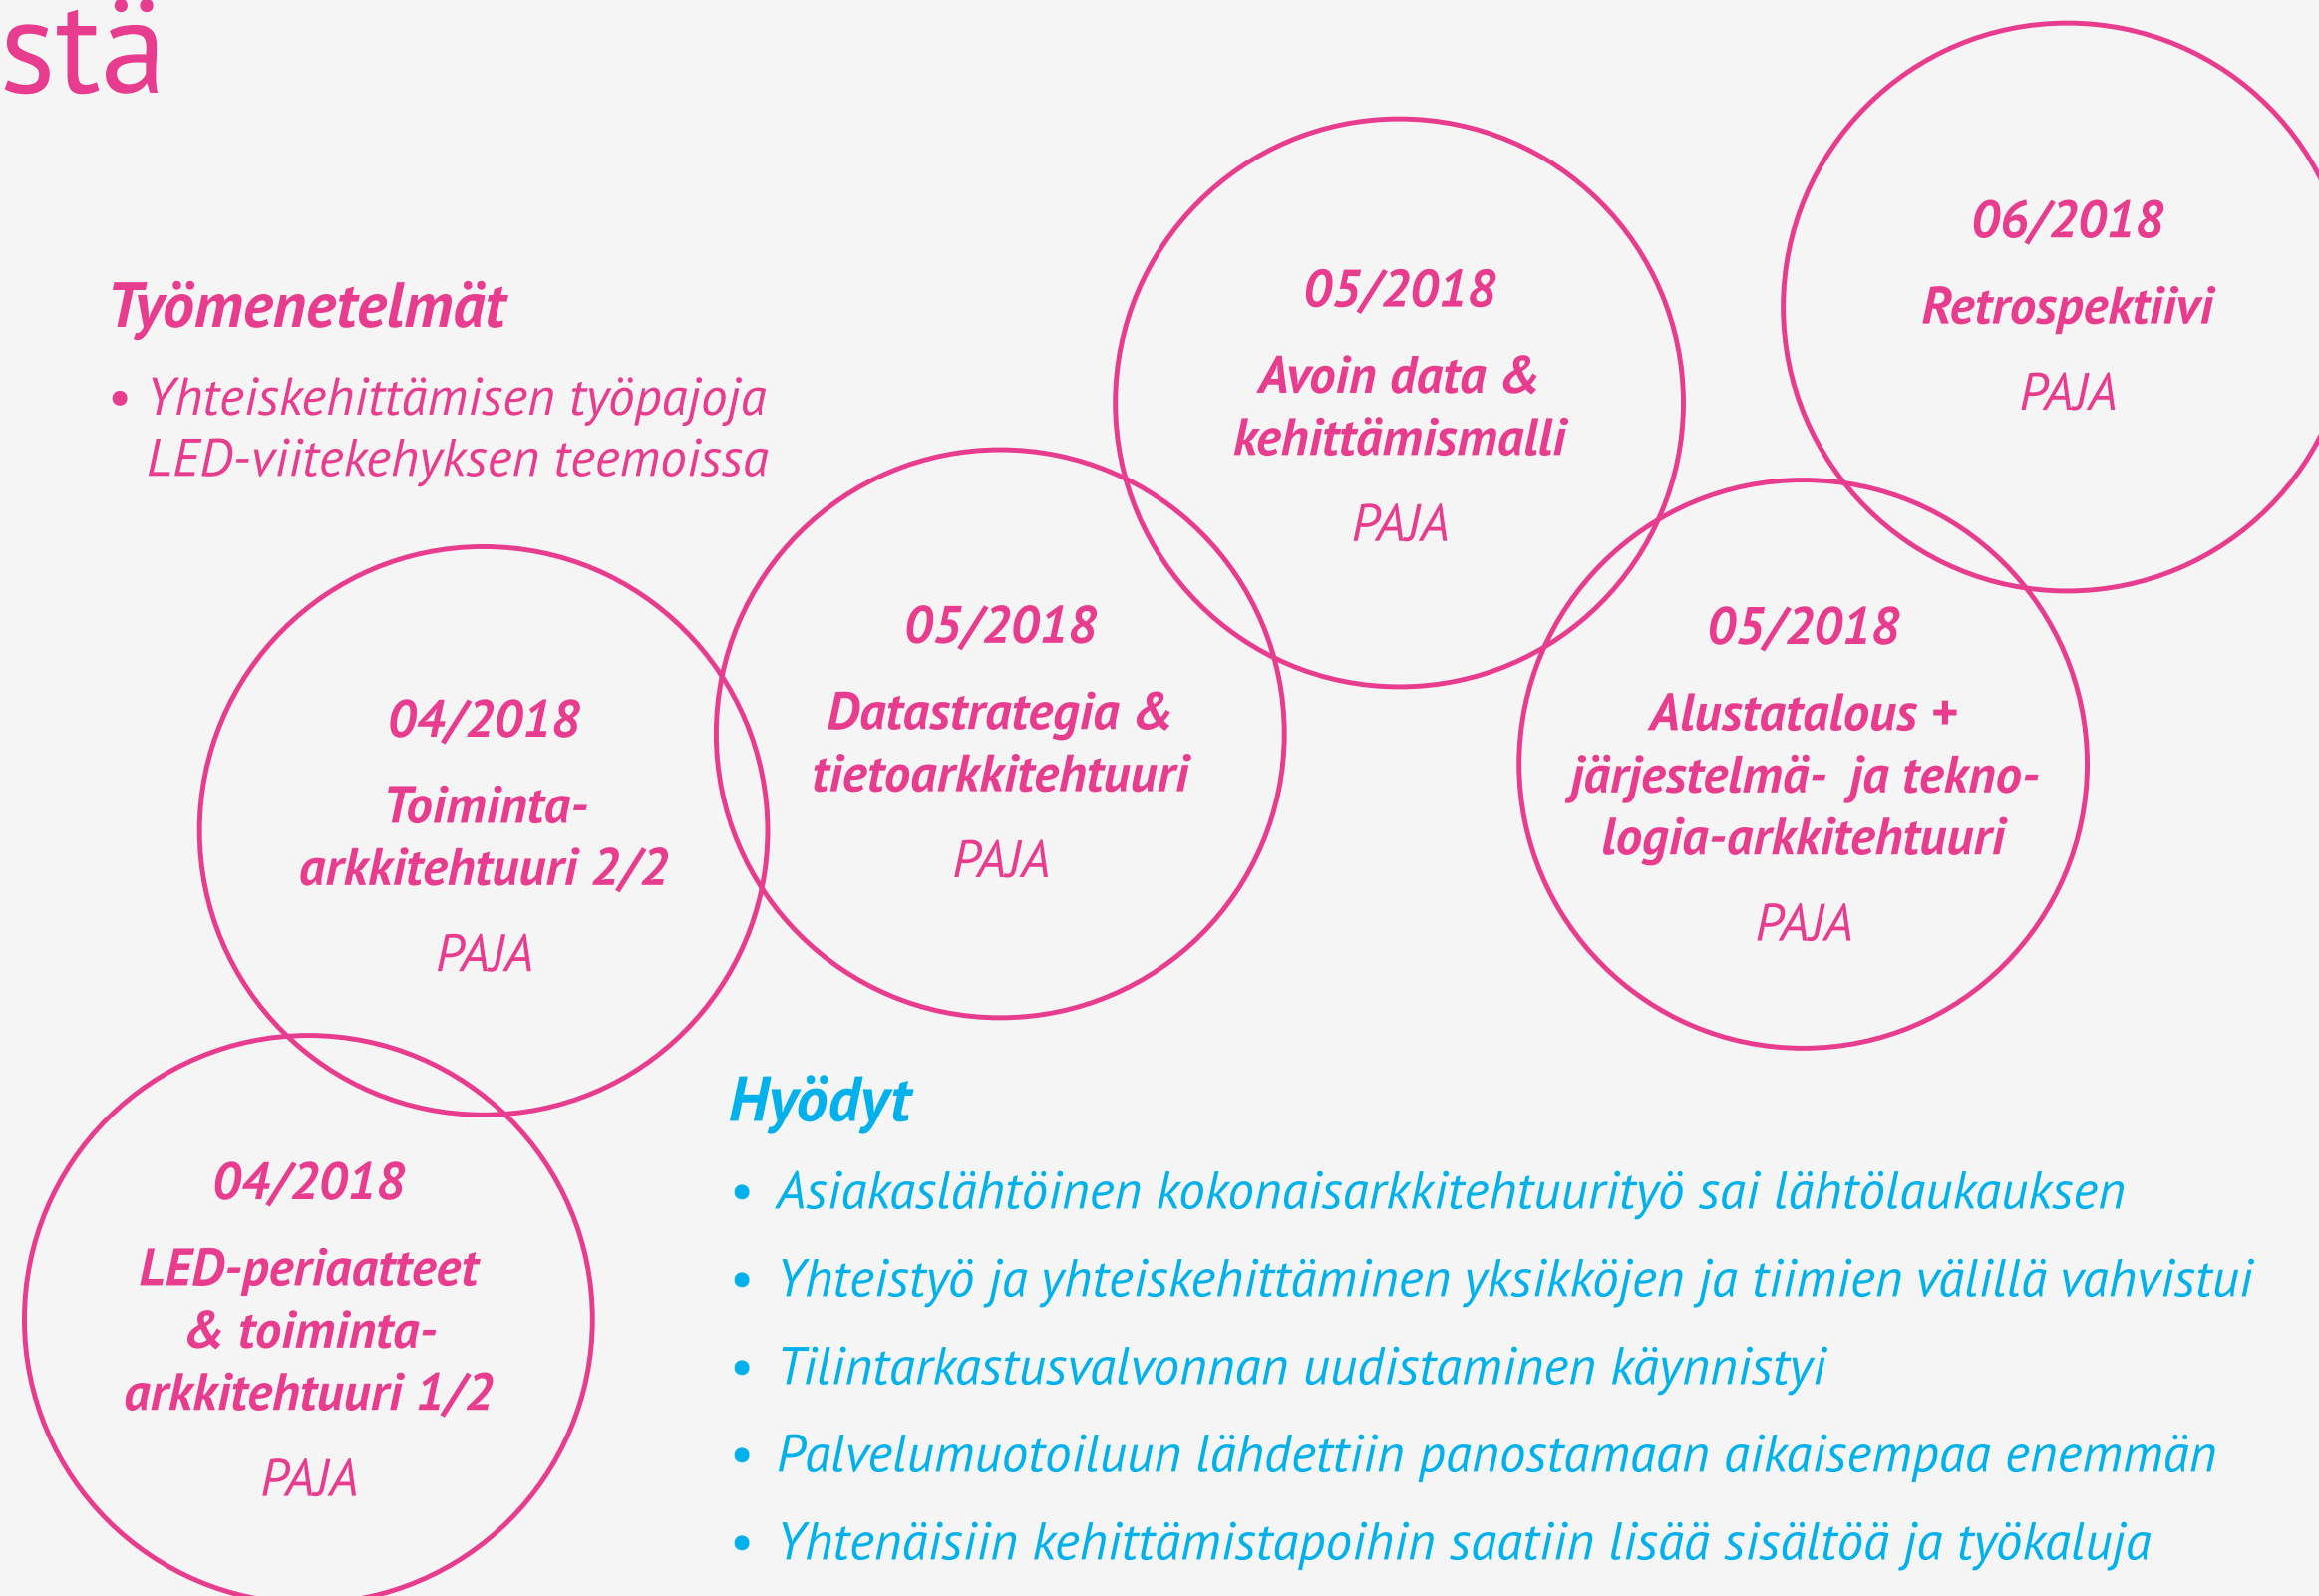 stä
Työmenetelmät
• Yhteiskehittämisen työpajoja
LED-viitekehyksen teemoissa
04/2018
LED-periaatteet
& toiminta-
arkkitehtuuri 1/2
PAJA
04/2018
Toiminta-
arkkitehtuuri 2/2
PAJA
05/2018
Datastrategia &
tietoarkkitehtuuri
PAJA
05/2018
Avoin data &
kehittämismalli
PAJA
05/2018
Alustatalous +
järjestelmä- ja tekno-
logia-arkkitehtuuri
PAJA
06/2018
Retrospektiivi
PAJA
Hyödyt
• Asiakaslähtöinen kokonaisarkkitehtuurityö sai lähtölaukauksen
• Yhteistyö ja yhteiskehittäminen yksikköjen ja tiimien välillä vahvistui
• Tilintarkastusvalvonnan uudistaminen käynnistyi
• Palvelumuotoiluun lähdettiin panostamaan aikaisempaa enemmän
• Yhtenäisiin kehittämistapoihin saatiin lisää sisältöä ja työkaluja